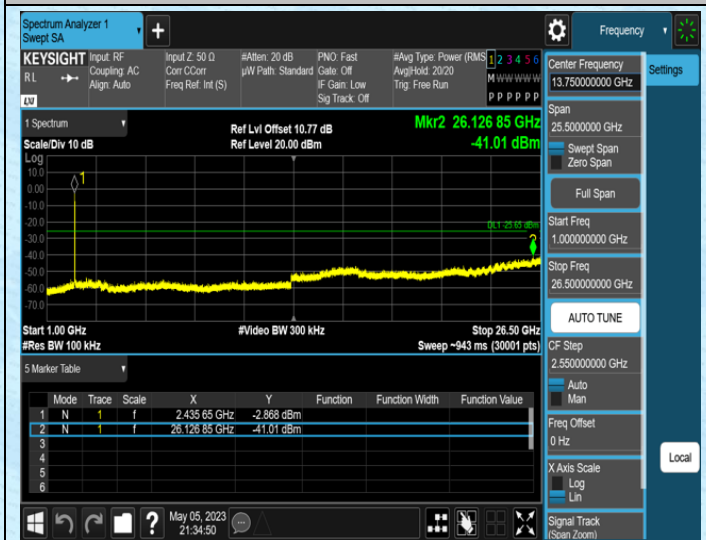 Spectrum Analyzer 1
Swept SA
+
Frequency
KEYSIGHT
R L
LXI
Input: RF
Coupling: AC
Align: Auto
Input Z: 50 Ω
Corr CCorr
Freq Ref: Int (S)
#Atten: 20 dB
µW Path: Standard
PNO: Fast
Gate: Off
IF Gain: Low
Sig Track: Off
#Avg Type: Power (RMS
Avg|Hold: 20/20
Trig: Free Run
1 2 3 4 5 6
M W W W W W
P P P P P P
1 Spectrum
Scale/Div 10 dB
Ref Lvl Offset 10.77 dB
Ref Level 20.00 dBm
Mkr2 26.126 85 GHz
-41.01 dBm
Log
10.0
0.00
-10.0
-20.0
-30.0
-40.0
-50.0
-60.0
-70.0
1
DL1 -25.65 dBm
Start 1.00 GHz
#Res BW 100 kHz
#Video BW 300 kHz
Stop 26.50 GHz
Sweep ~943 ms (30001 pts)
5 Marker Table
Mode Trace Scale X Y Function Function Width Function Value
1 N 1 f 2.435 65 GHz -2.868 dBm
2 N 1 f 26.126 85 GHz -41.01 dBm
3
4
5
6
Center Frequency
13.750000000 GHz
Settings
Span
25.5000000 GHz
Swept Span
Zero Span
Full Span
Start Freq
1.000000000 GHz
Stop Freq
26.500000000 GHz
AUTO TUNE
CF Step
2.550000000 GHz
Auto
Man
Freq Offset
0 Hz
X Axis Scale
Log
Lin
Local
Signal Track
(Span Zoom)
?
May 05, 2023
21:34:50